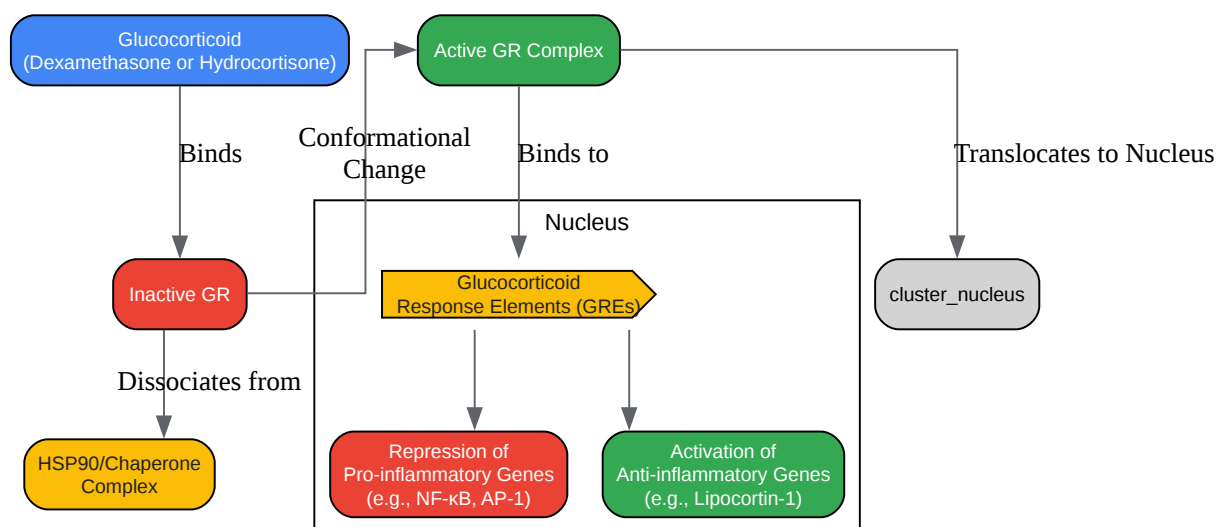 Glucocorticoid
(Dexamethasone or Hydrocortisone)
Active GR Complex
Binds
Conformational
Change
Binds to
Translocates to Nucleus
Nucleus
Inactive GR
Glucocorticoid
Response Elements (GREs)
cluster_nucleus
Dissociates from
HSP90/Chaperone
Complex
Repression of
Pro-inflammatory Genes
(e.g., NF-κB, AP-1)
Activation of
Anti-inflammatory Genes
(e.g., Lipocortin-1)